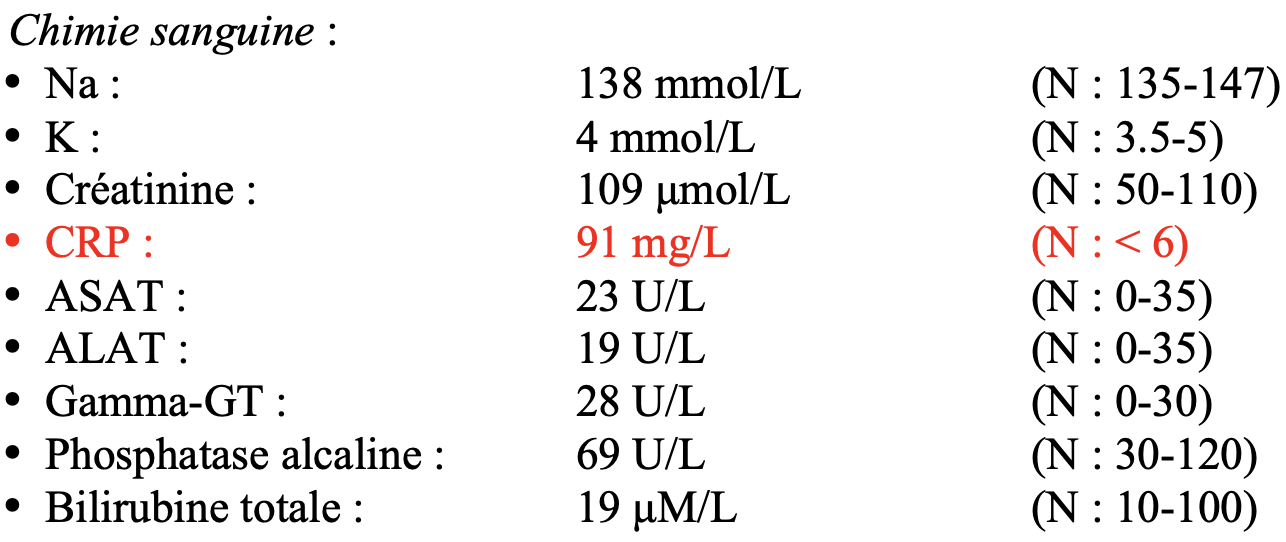 Chimie sanguine :
• Na : 138 mmol/L (N : 135-147)
• K : 4 mmol/L (N : 3.5-5)
• Créatinine : 109 μmol/L (N : 50-110)
• CRP : 91 mg/L (N : < 6)
• ASAT : 23 U/L (N : 0-35)
• ALAT : 19 U/L (N : 0-35)
• Gamma-GT : 28 U/L (N : 0-30)
• Phosphatase alcaline : 69 U/L (N : 30-120)
• Bilirubine totale : 19 μM/L (N : 10-100)